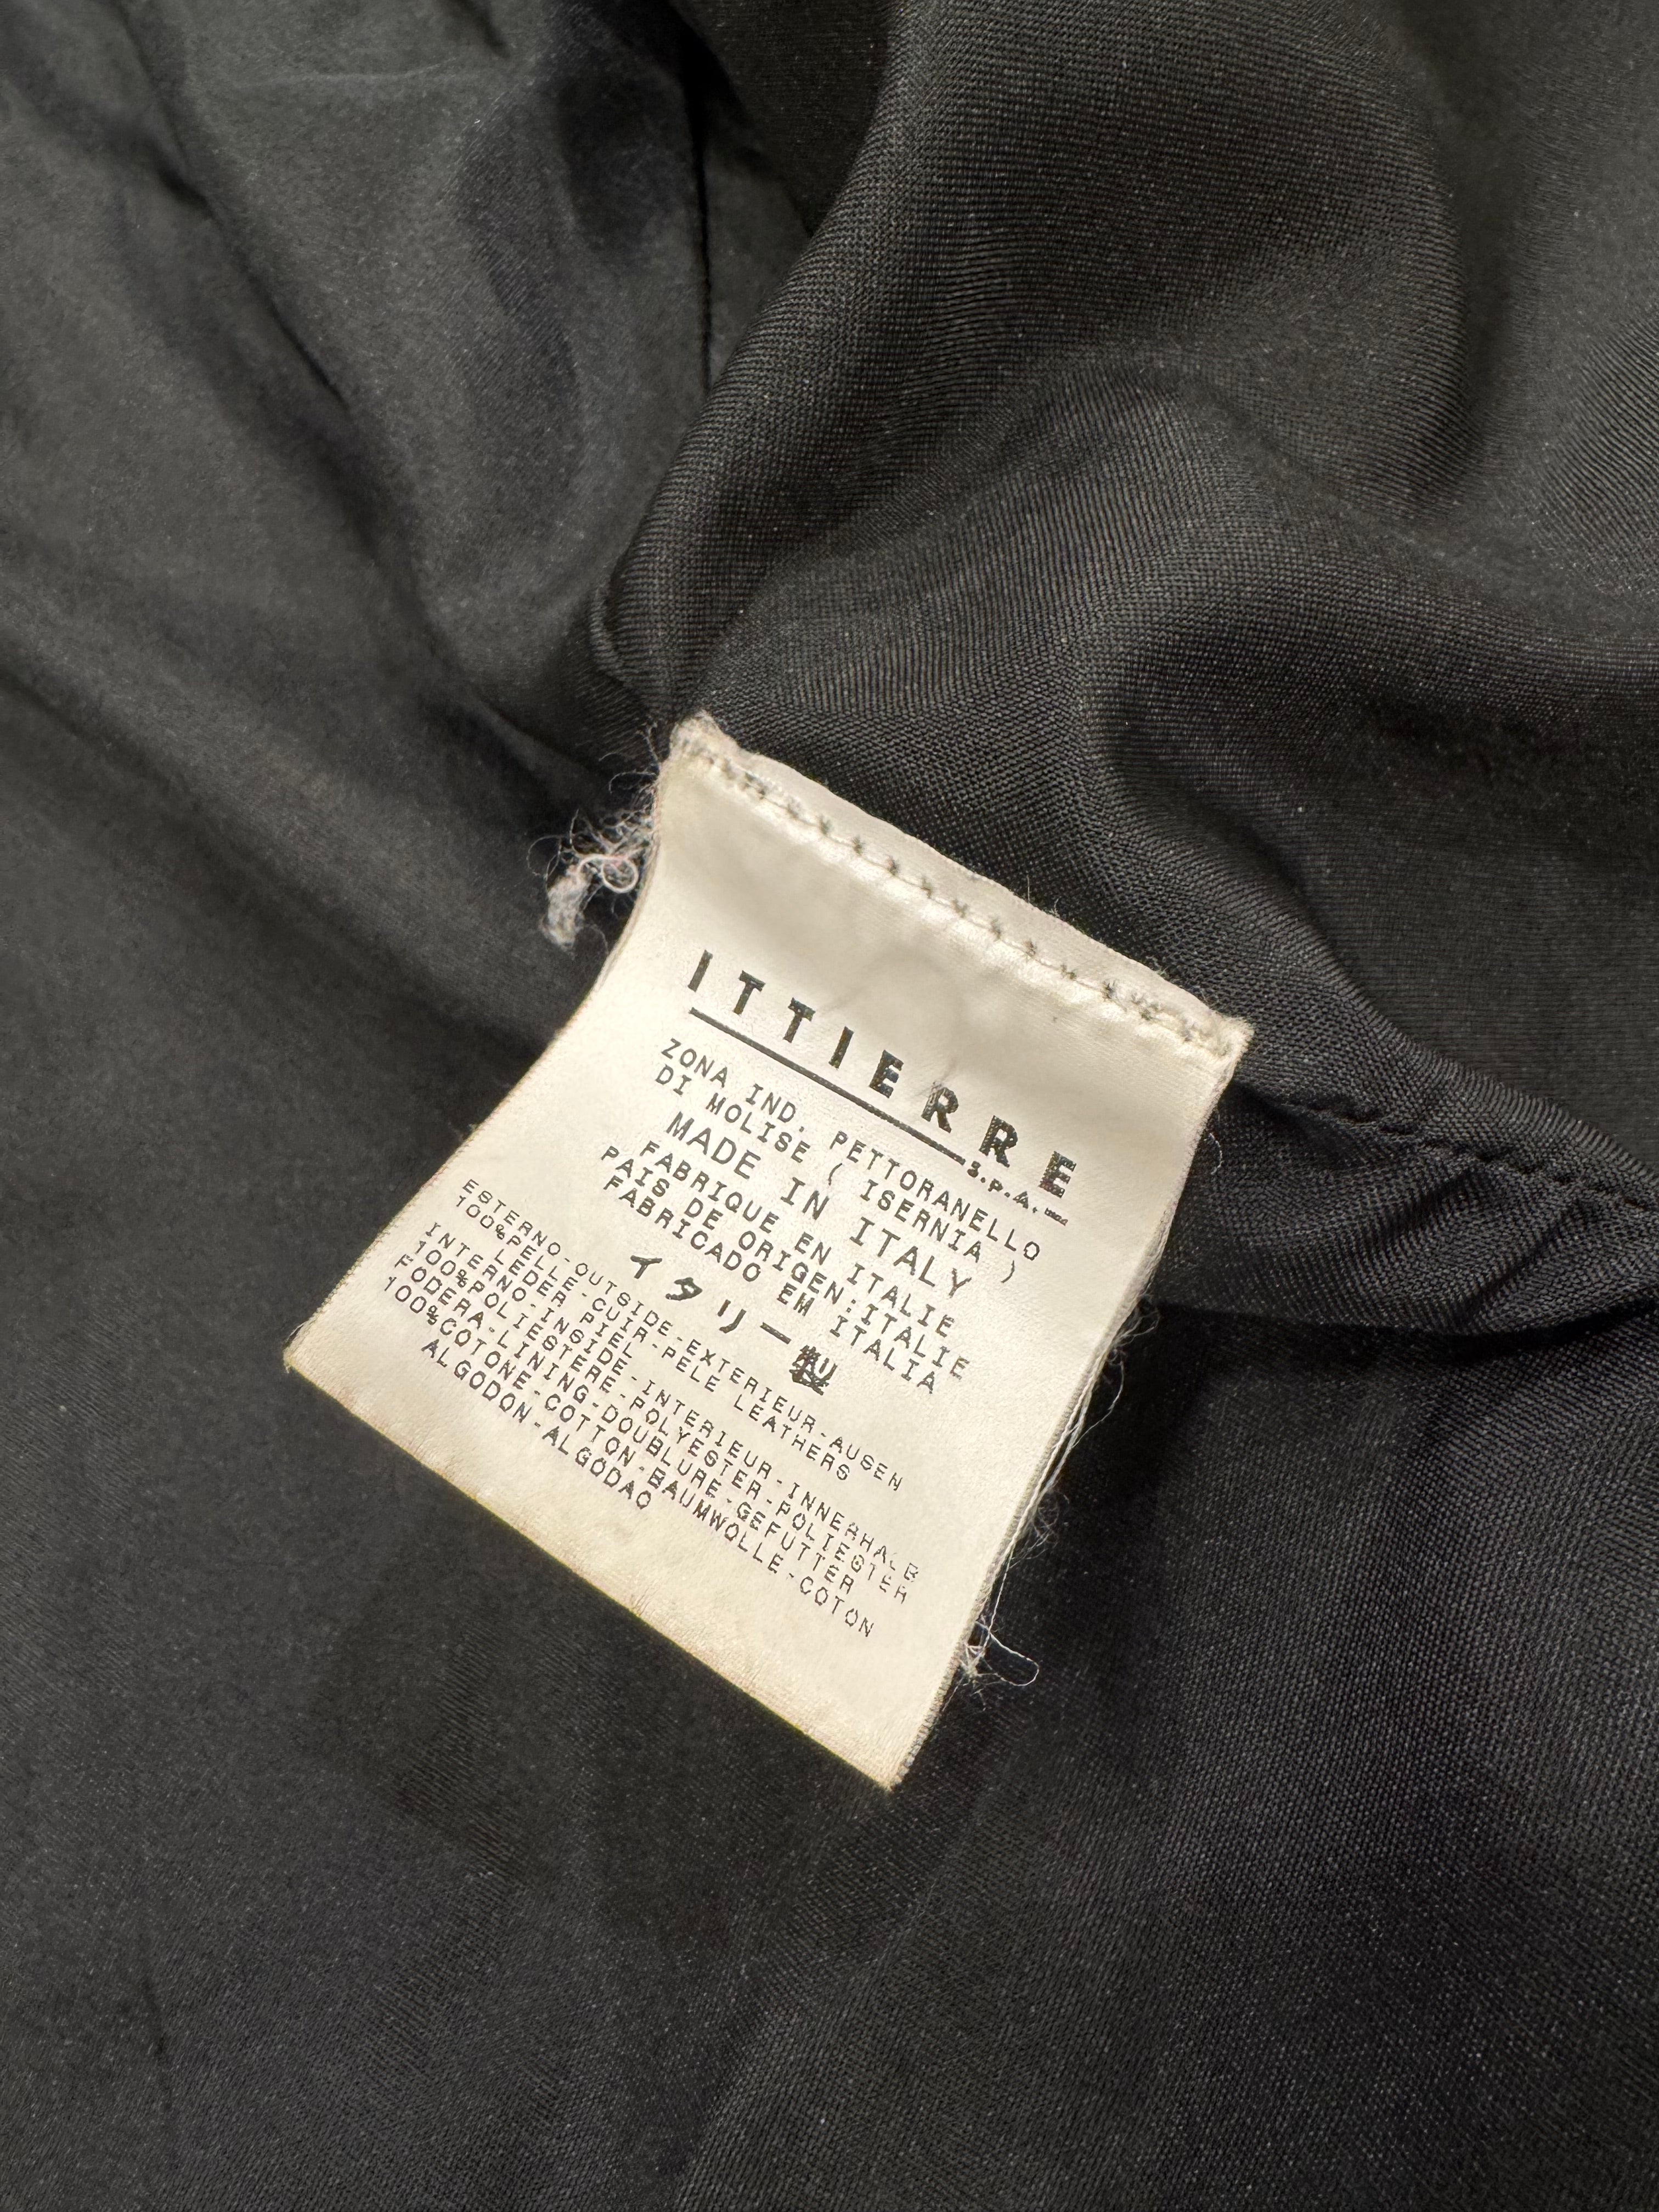 ITTIERRE
S.P.A.
ZONA IND. PETTORANELLO
DI MOLISE ( ISERNIA )
MADE IN ITALY
FABRIQUE EN ITALIE
PAIS DE ORIGEN:ITALIE
FABRICADO EM ITALIA
イタリー製
ESTERNO-OUTSIDE-EXTERIEUR-AUSEN
100%PELLE-CUIR-PELE LEATHERS
LEDER PIEL
INTERNO-INSIDE-INTERIEUR-INNERHALB
100%POLIESTERE-POLYESTER-POLIESTER
FODERA-LINING-DOUBLURE-GEFUTTER
100%COTONE-COTTON-BAUMWOLLE-COTON
ALGODON-ALGODAO